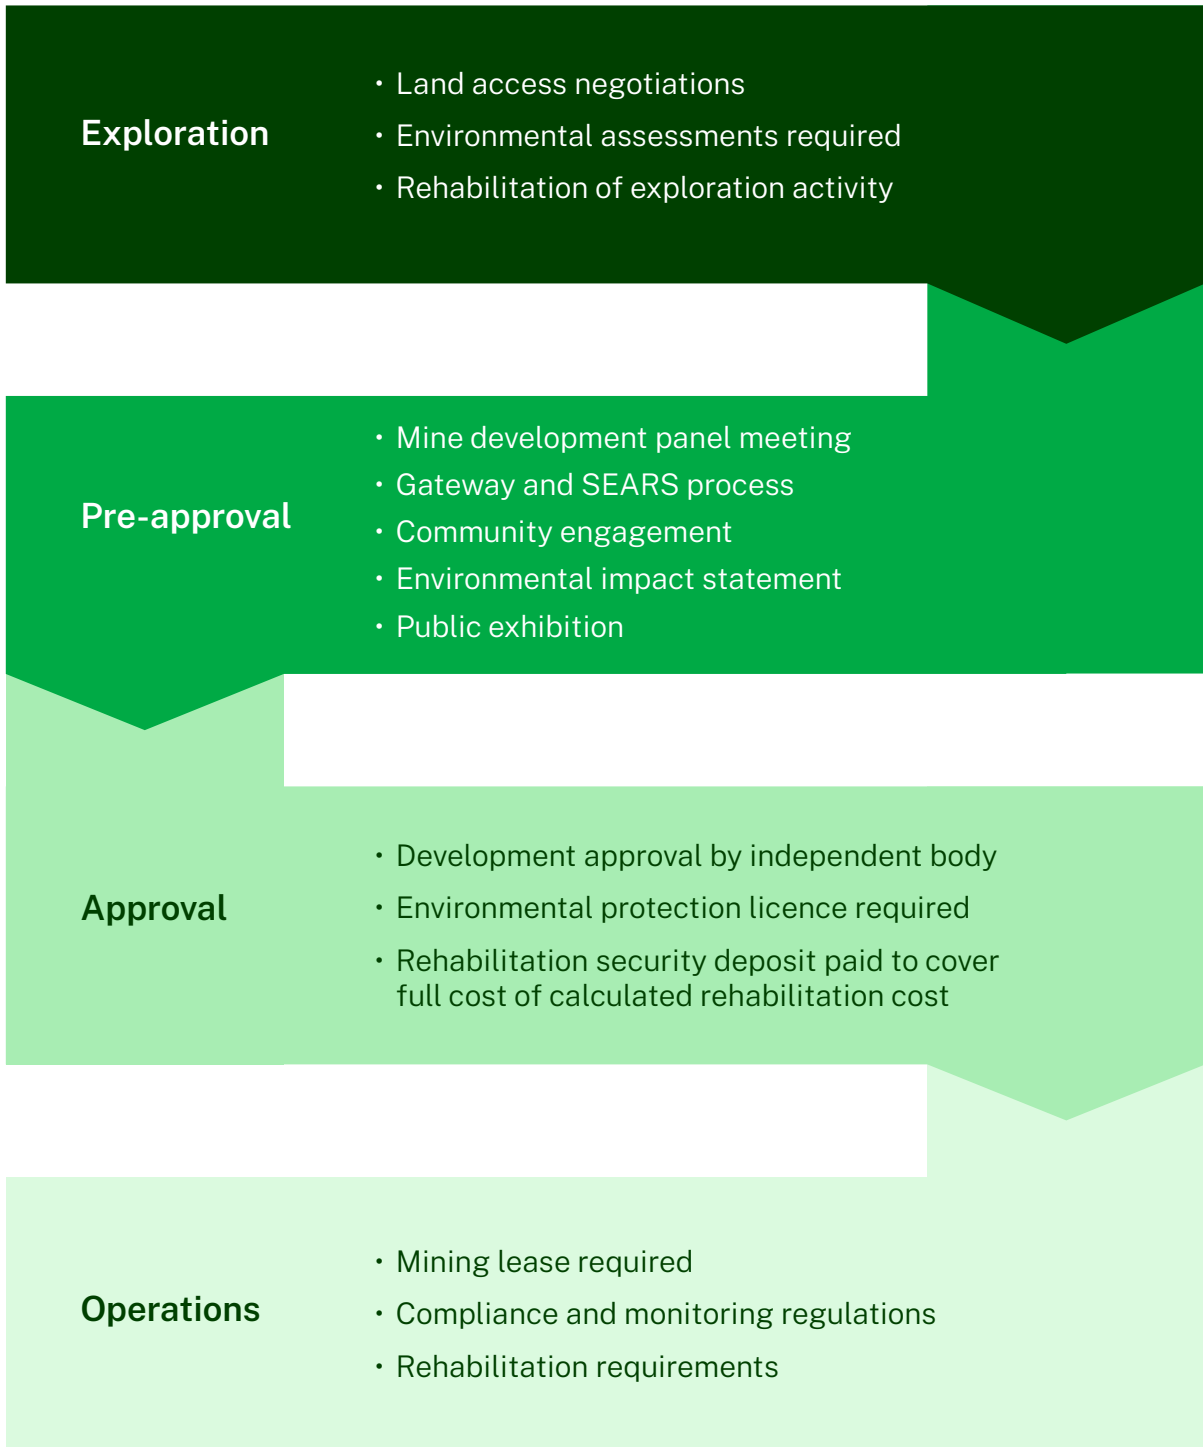 Exploration
• Land access negotiations
• Environmental assessments required
• Rehabilitation of exploration activity
Pre-approval
• Mine development panel meeting
• Gateway and SEARS process
• Community engagement
• Environmental impact statement
• Public exhibition
Approval
• Development approval by independent body
• Environmental protection licence required
• Rehabilitation security deposit paid to cover
full cost of calculated rehabilitation cost
Operations
• Mining lease required
• Compliance and monitoring regulations
• Rehabilitation requirements